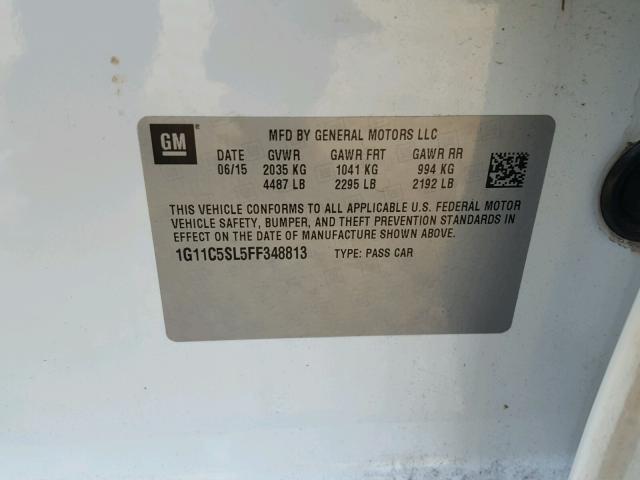 GM ®
MFD BY GENERAL MOTORS LLC
DATE GVWR GAWR FRT GAWR RR
06/15 2035 KG 1041 KG 994 KG
4487 LB 2295 LB 2192 LB
THIS VEHICLE CONFORMS TO ALL APPLICABLE U.S. FEDERAL MOTOR
VEHICLE SAFETY, BUMPER, AND THEFT PREVENTION STANDARDS IN
EFFECT ON THE DATE OF MANUFACTURE SHOWN ABOVE.
1G11C5SL5FF348813 TYPE: PASS CAR